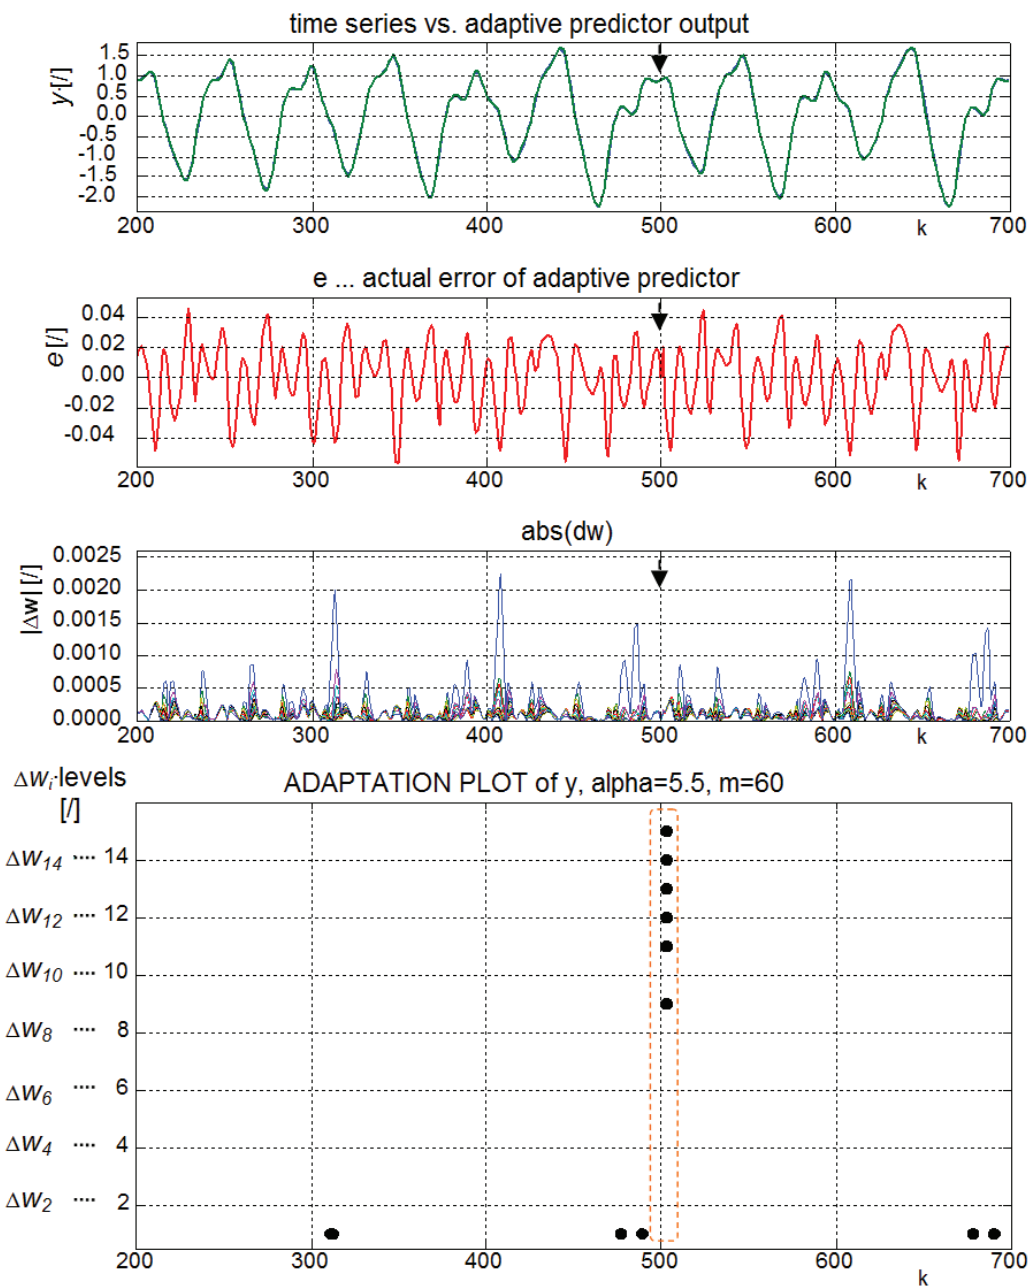 time series vs. adaptive predictor output
y[/]
1.5
1.0
0.5
0.0
-0.5
-1.0
-1.5
-2.0
200 300 400 500 600 k 700
e ... actual error of adaptive predictor
e[/]
0.04
0.02
0.00
-0.02
-0.04
200 300 400 500 600 k 700
abs(dw)
|Δw| [/]
0.0025
0.0020
0.0015
0.0010
0.0005
0.0000
200 300 400 500 600 k 700
Δwi-levels
[/]
ADAPTATION PLOT of y, alpha=5.5, m=60
Δw14 .... 14
Δw12 .... 12
Δw10 .... 10
Δw8 .... 8
Δw6 .... 6
Δw4 .... 4
Δw2 .... 2
200 300 400 500 600 k 700